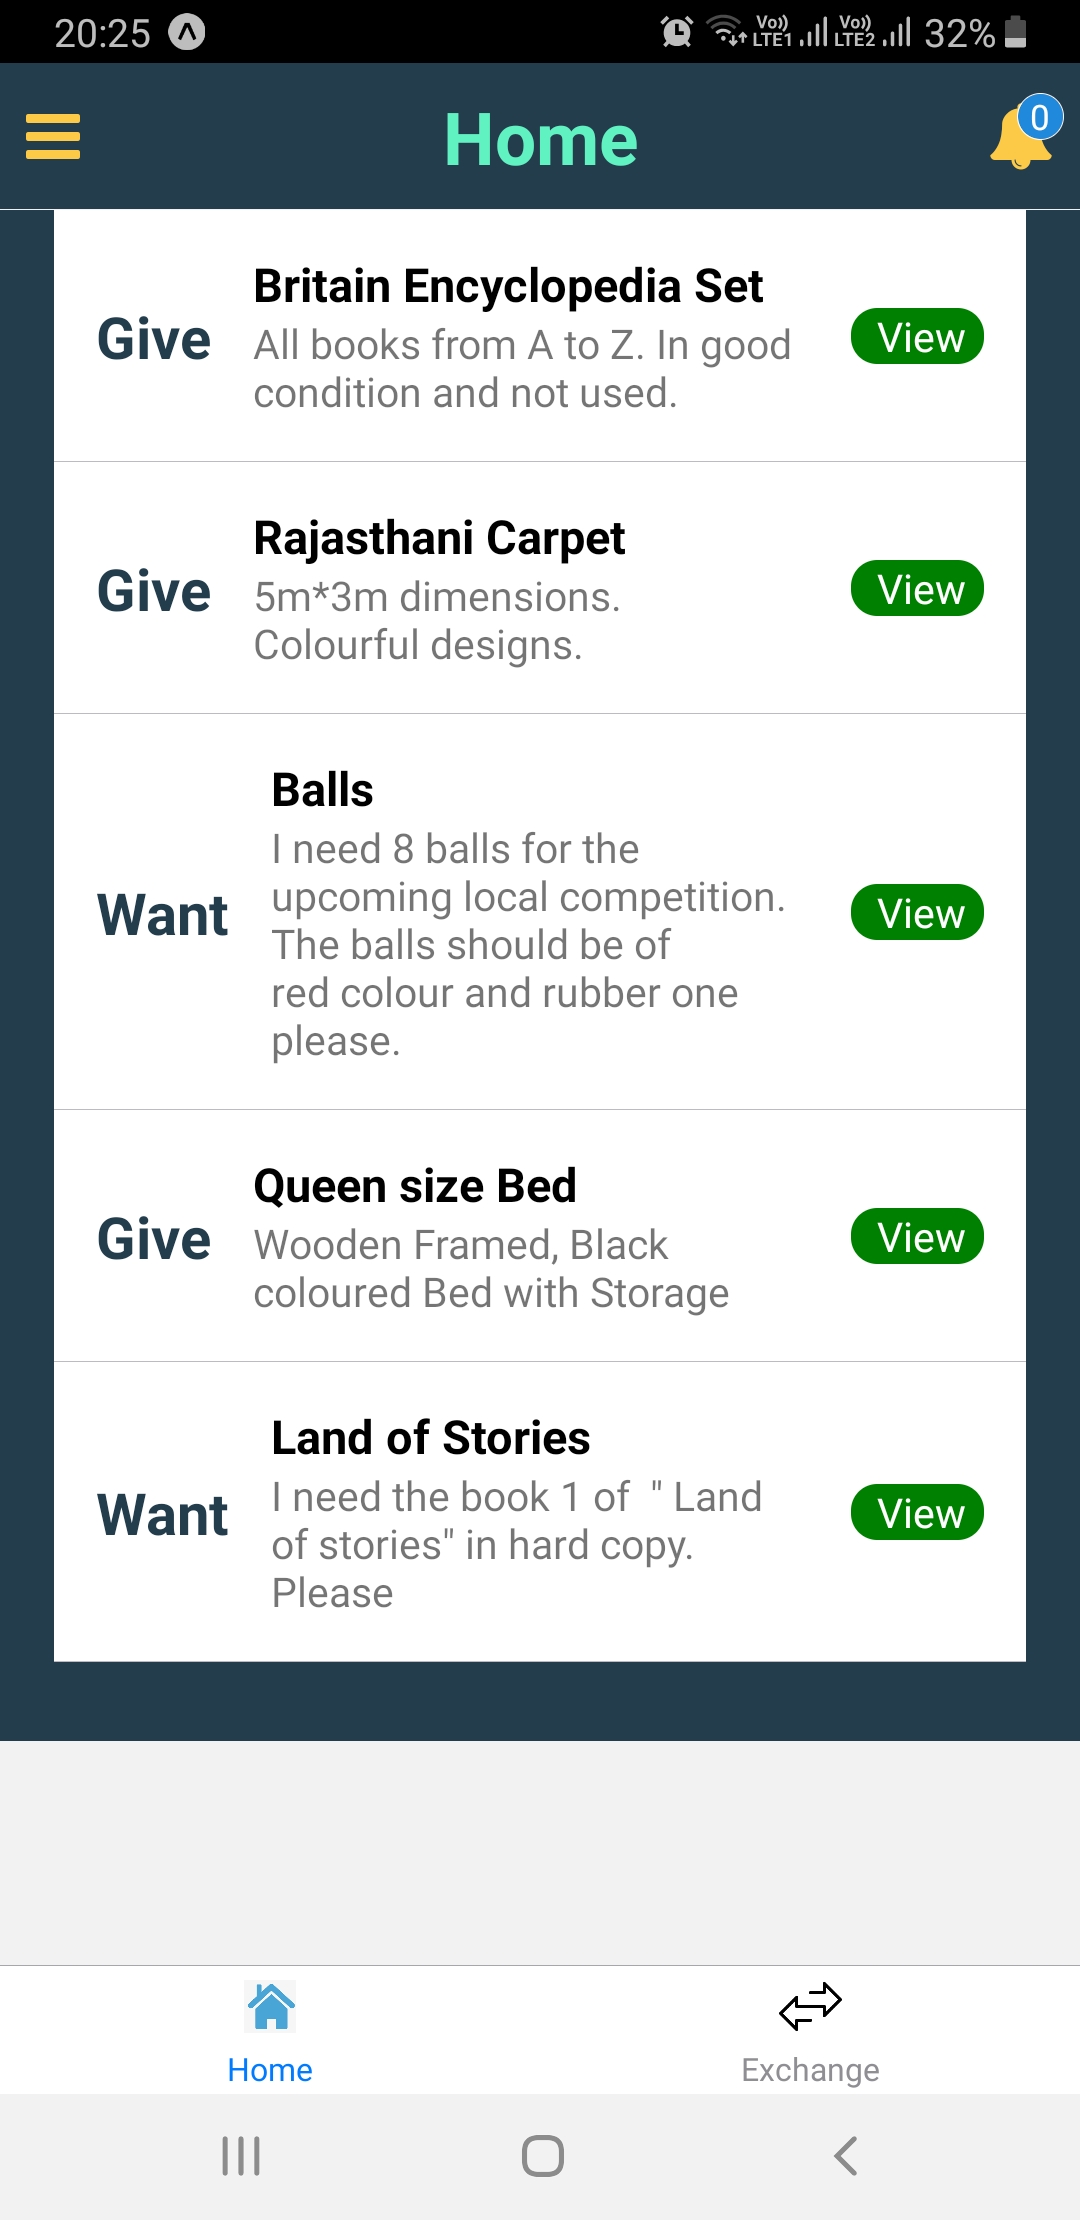 20:25 Vo)) LTE1 Vo)) LTE2 32%
Home 0
Britain Encyclopedia Set
Give
All books from A to Z. In good
condition and not used.
View
Rajasthani Carpet
Give
5m*3m dimensions.
Colourful designs.
View
Balls
I need 8 balls for the
upcoming local competition.
Want
The balls should be of
red colour and rubber one
please.
View
Queen size Bed
Give
Wooden Framed, Black
coloured Bed with Storage
View
Land of Stories
Want
I need the book 1 of  " Land
of stories" in hard copy.
Please
View
Home
Exchange